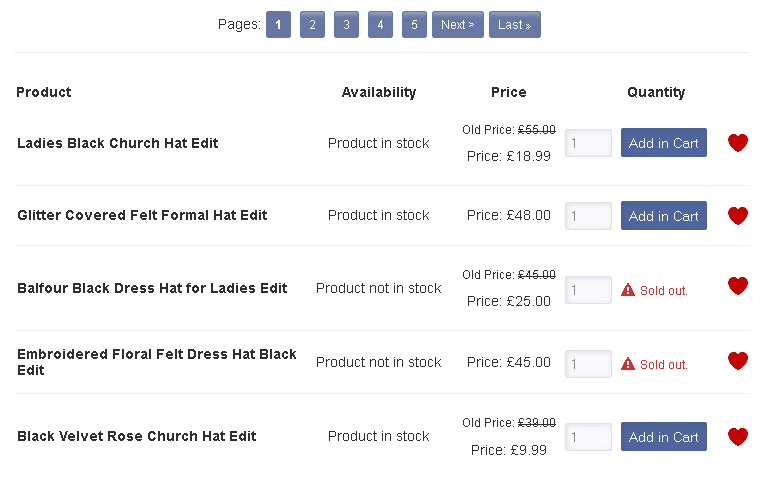 Pages: 1 2 3 4 5 Next > Last »
Product Availability Price Quantity
Old Price: £55.00
Ladies Black Church Hat Edit Product in stock 1 Add in Cart
Price: £18.99
Glitter Covered Felt Formal Hat Edit Product in stock Price: £48.00 1 Add in Cart
Old Price: £45.00
Balfour Black Dress Hat for Ladies Edit Product not in stock 1 Sold out.
Price: £25.00
Embroidered Floral Felt Dress Hat Black
Edit
Product not in stock Price: £45.00 1 Sold out.
Old Price: £39.00
Black Velvet Rose Church Hat Edit Product in stock 1 Add in Cart
Price: £9.99